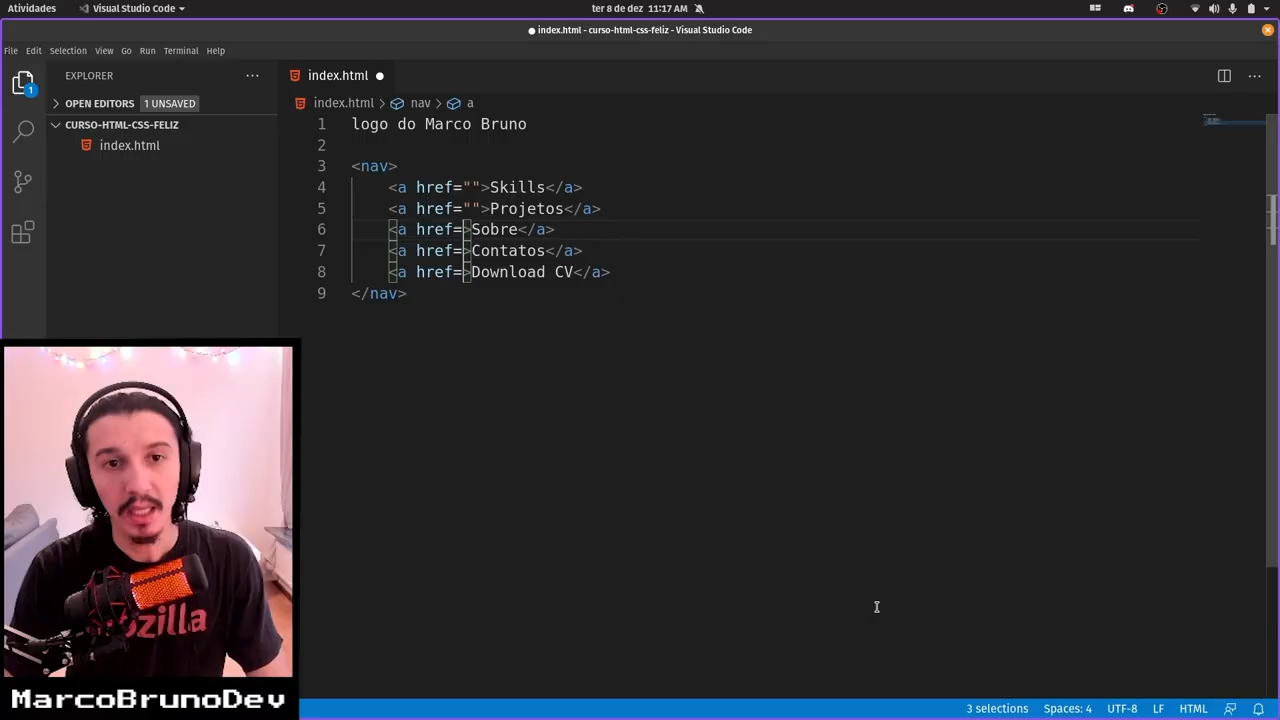 Atividades
Visual Studio Code
ter 8 de dez 11:17 AM
● index.html - curso-html-css-feliz - Visual Studio Code
File Edit Selection View Go Run Terminal Help
EXPLORER
index.html
OPEN EDITORS 1 UNSAVED
CURSO-HTML-CSS-FELIZ
index.html
1
index.html > nav > a
1 logo do Marco Bruno
2
3 <nav>
4 <a href="">Skills</a>
5 <a href="">Projetos</a>
6 <a href=>Sobre</a>
7 <a href=>Contatos</a>
8 <a href=>Download CV</a>
9 </nav>
ozilla
MarcoBrunoDev
3 selections Spaces: 4 UTF-8 LF HTML